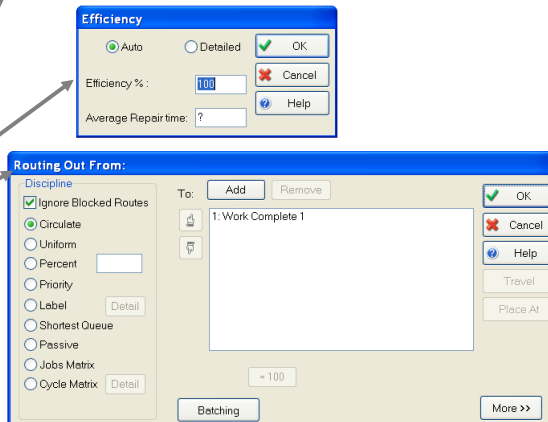 Efficiency
Auto Detailed OK
Efficiency % : 100 Cancel
Average Repair time: ? Help
Routing Out From:
Discipline
Ignore Blocked Routes
Circulate
Uniform
Percent
Priority
Label Detail
Shortest Queue
Passive
Jobs Matrix
Cycle Matrix Detail
To: Add Remove
1: Work Complete 1
= 100
Batching
OK
Cancel
Help
Travel
Place At
More >>